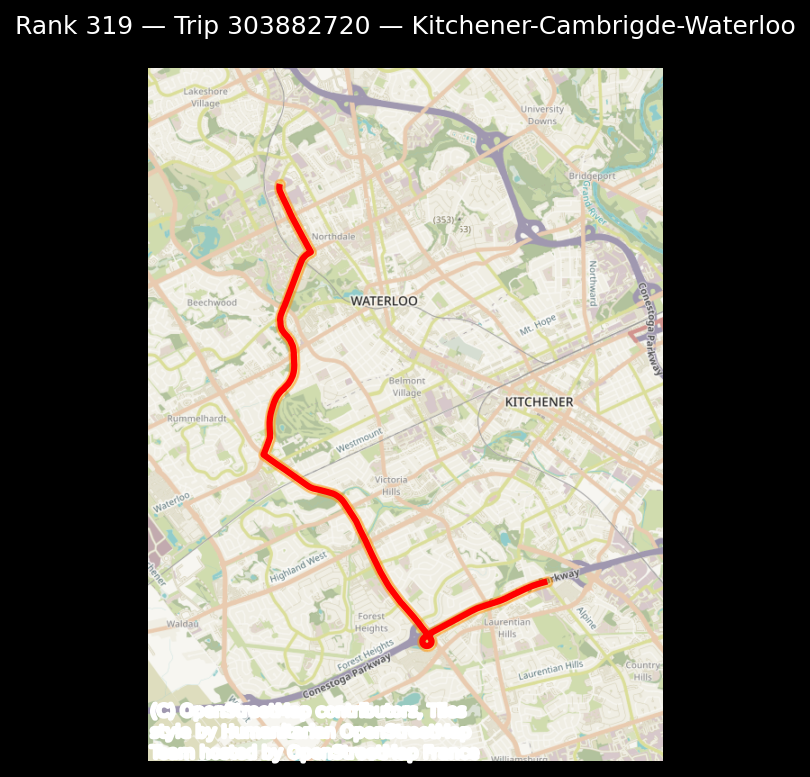 Rank 319 — Trip 303882720 — Kitchener-Cambrigde-Waterloo
Lakeshore
Village
University
Downs
Bridgeport
Grand River
(353)
53)
Northdale
Northward
Beechwood
WATERLOO
Conestoga Parkway
Mt. Hope
Belmont
Village
KITCHENER
Rummelhardt
Westmount
Victoria
Hills
Waterloo
Highland West
rkway
Waldau
Forest
Heights
Laurentian
Hills
Alpine
Forest Heights
Conestoga Parkway
Laurentian Hills
Country
Hills
(C) OpenStreetMap contributors, Tiles
style by Humanitarian OpenStreetMap
Team hosted by OpenStreetMap France
Williamsburg